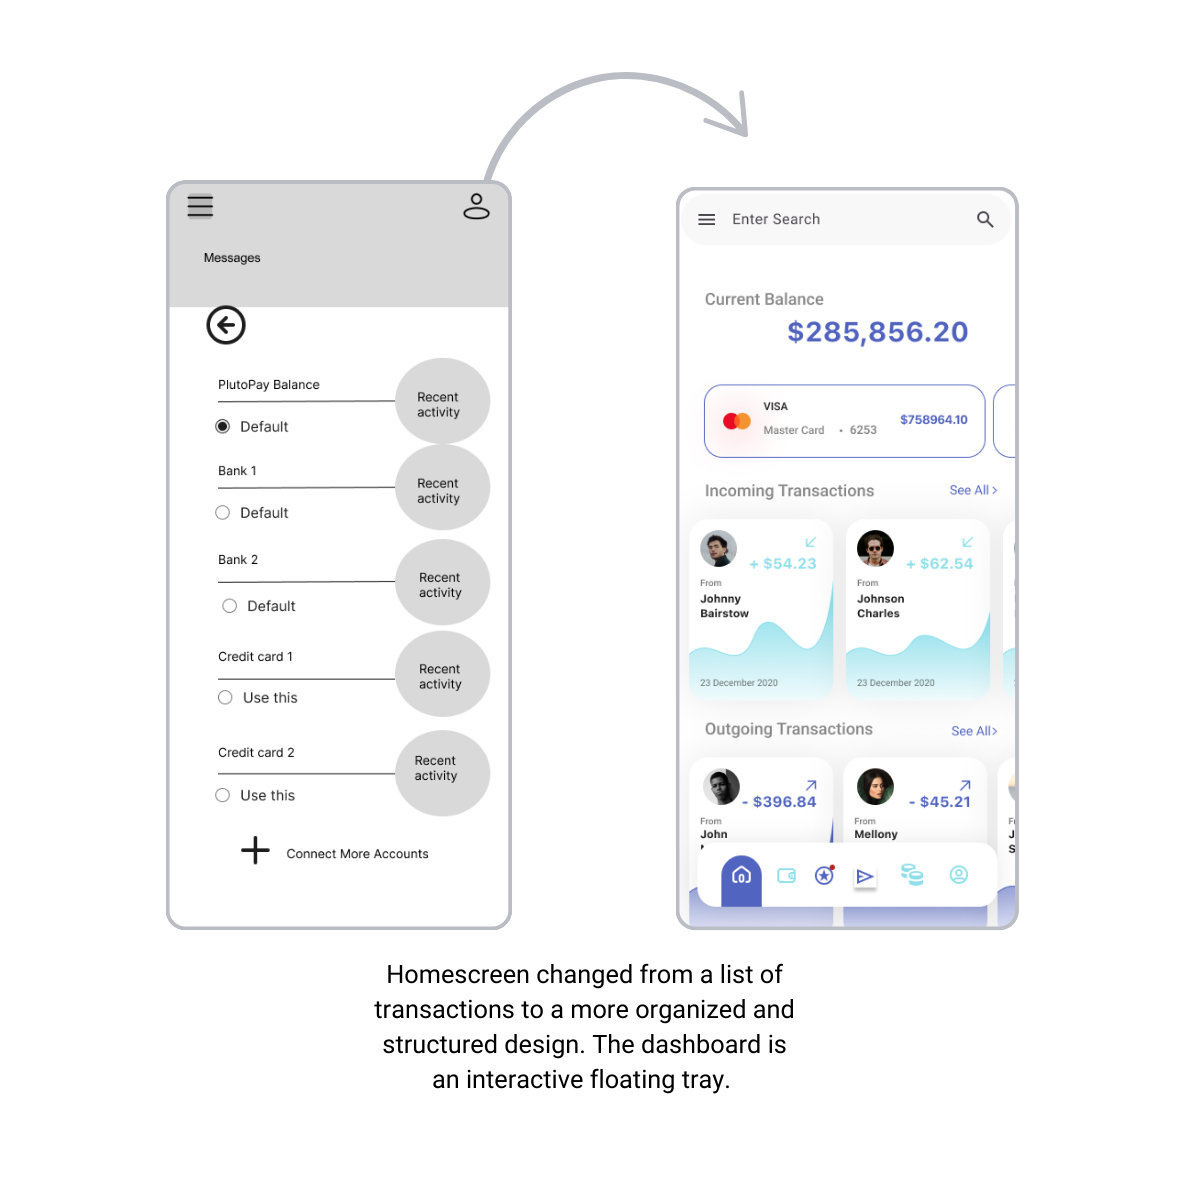 Messages
PlutoPay Balance
Recent
activity
Default
Bank 1
Recent
activity
Default
Bank 2
Recent
activity
Default
Credit card 1
Recent
activity
Use this
Credit card 2
Recent
activity
Use this
Connect More Accounts
Enter Search
Current Balance
$285,856.20
VISA
Master Card • 6253
$758964.10
Incoming Transactions
See All >
+ $54.23
From
Johnny
Bairstow
23 December 2020
+ $62.54
From
Johnson
Charles
23 December 2020
Outgoing Transactions
See All >
- $396.84
From
John
- $45.21
From
Mellony
J
S
Homescreen changed from a list of
transactions to a more organized and
structured design. The dashboard is
an interactive floating tray.